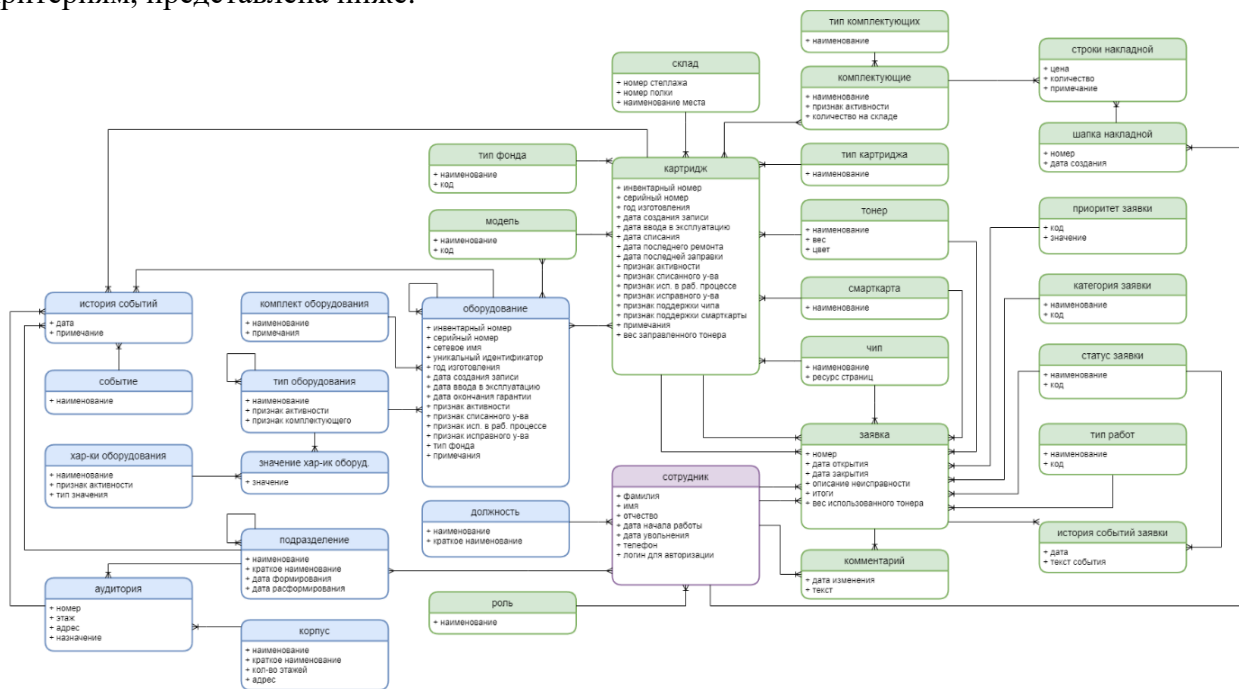 ритериям, представлена ниже.
тип комплектующих
+ наименование
строки накладной
+ цена
+ количество
+ примечание
склад
+ номер стеллажа
+ номер полки
+ наименование места
комплектующие
+ наименование
+ признак активности
+ количество на складе
шапка накладной
+ номер
+ дата создания
тип фонда
+ наименование
+ код
картридж
+ инвентарный номер
+ серийный номер
+ год изготовления
+ дата создания записи
+ дата ввода в эксплуатацию
+ дата списания
+ дата последнего ремонта
+ дата последней заправки
+ признак активности
+ признак списанного у-ва
+ признак исп. в раб. процессе
+ признак исправного у-ва
+ признак поддержки чипа
+ признак поддержки смарткарты
+ примечания
+ вес заправленного тонера
тип картриджа
+ наименование
модель
+ наименование
+ код
тонер
+ наименование
+ вес
+ цвет
приоритет заявки
+ код
+ значение
история событий
+ дата
+ примечание
комплект оборудования
+ наименование
+ примечания
оборудование
+ инвентарный номер
+ серийный номер
+ сетевое имя
+ уникальный идентификатор
+ год изготовления
+ дата создания записи
+ дата ввода в эксплуатацию
+ дата окончания гарантии
+ признак активности
+ признак списанного у-ва
+ признак исп. в раб. процессе
+ признак исправного у-ва
+ тип фонда
+ примечания
смарткарта
+ наименование
категория заявки
+ наименование
+ код
чип
+ наименование
+ ресурс страниц
статус заявки
+ наименование
+ код
событие
+ наименование
тип оборудования
+ наименование
+ признак активности
+ признак комплектующего
заявка
+ номер
+ дата открытия
+ дата закрытия
+ описание неисправности
+ итоги
+ вес использованного тонера
тип работ
+ наименование
+ код
хар-ки оборудования
+ наименование
+ признак активности
+ тип значения
значение хар-ик оборуд.
+ значение
сотрудник
+ фамилия
+ имя
+ отчество
+ дата начала работы
+ дата увольнения
+ телефон
+ логин для авторизации
должность
+ наименование
+ краткое наименование
история событий заявки
+ дата
+ текст события
подразделение
+ наименование
+ краткое наименование
+ дата формирования
+ дата расформирования
комментарий
+ дата изменения
+ текст
аудитория
+ номер
+ этаж
+ адрес
+ назначение
роль
+ наименование
корпус
+ наименование
+ краткое наименование
+ кол-во этажей
+ адрес